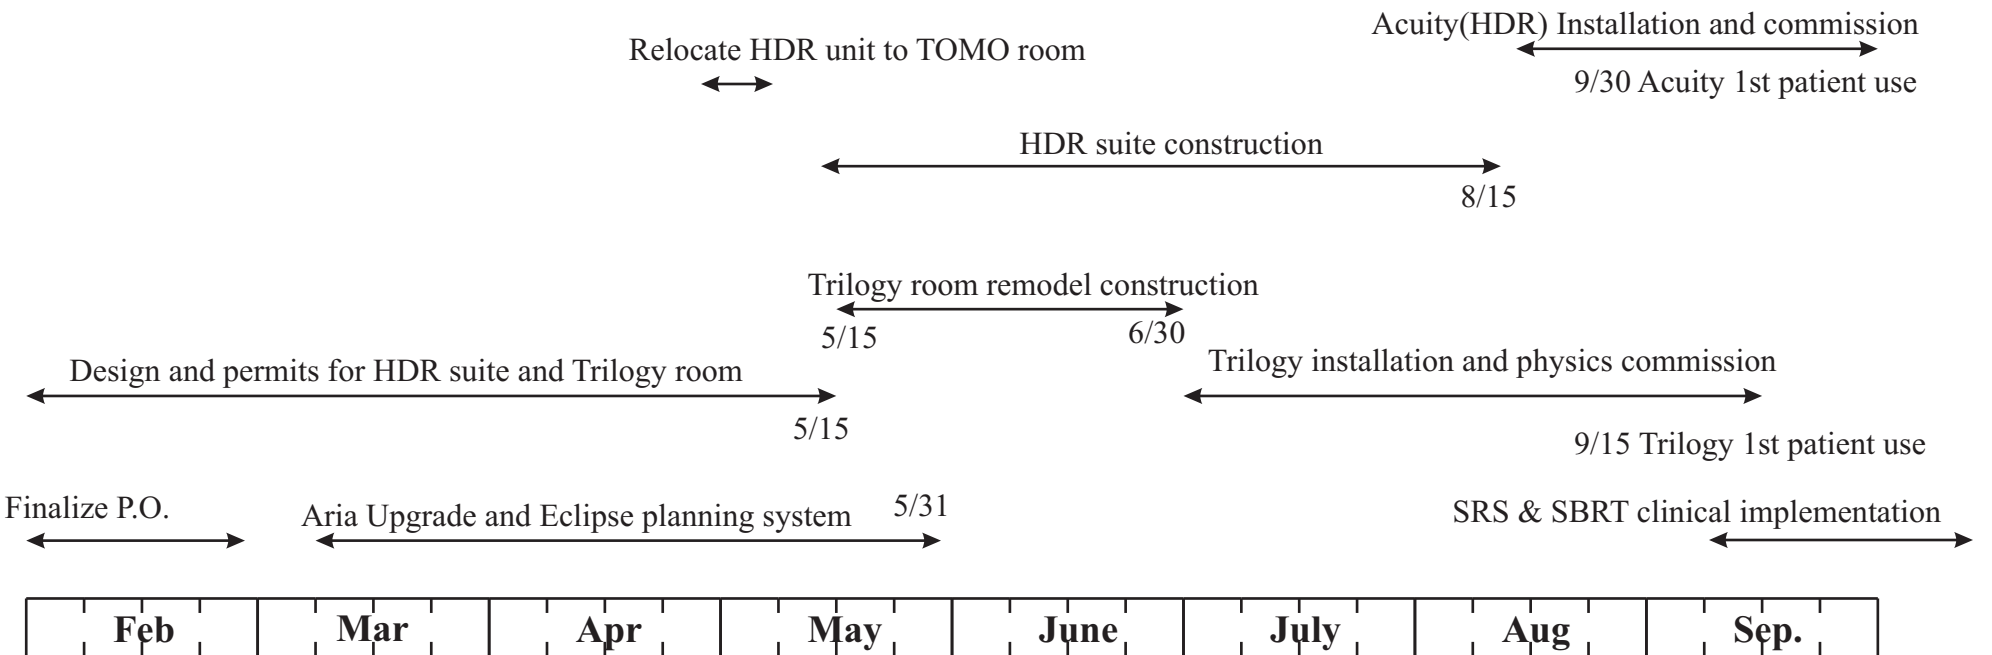 Acuity(HDR) Installation and commission
Relocate HDR unit to TOMO room
9/30 Acuity 1st patient use
HDR suite construction
8/15
Trilogy room remodel construction
5/15
6/30
Design and permits for HDR suite and Trilogy room
Trilogy installation and physics commission
5/15
9/15 Trilogy 1st patient use
Finalize P.O.
Aria Upgrade and Eclipse planning system
5/31
SRS & SBRT clinical implementation
Feb Mar Apr May June July Aug Sep.